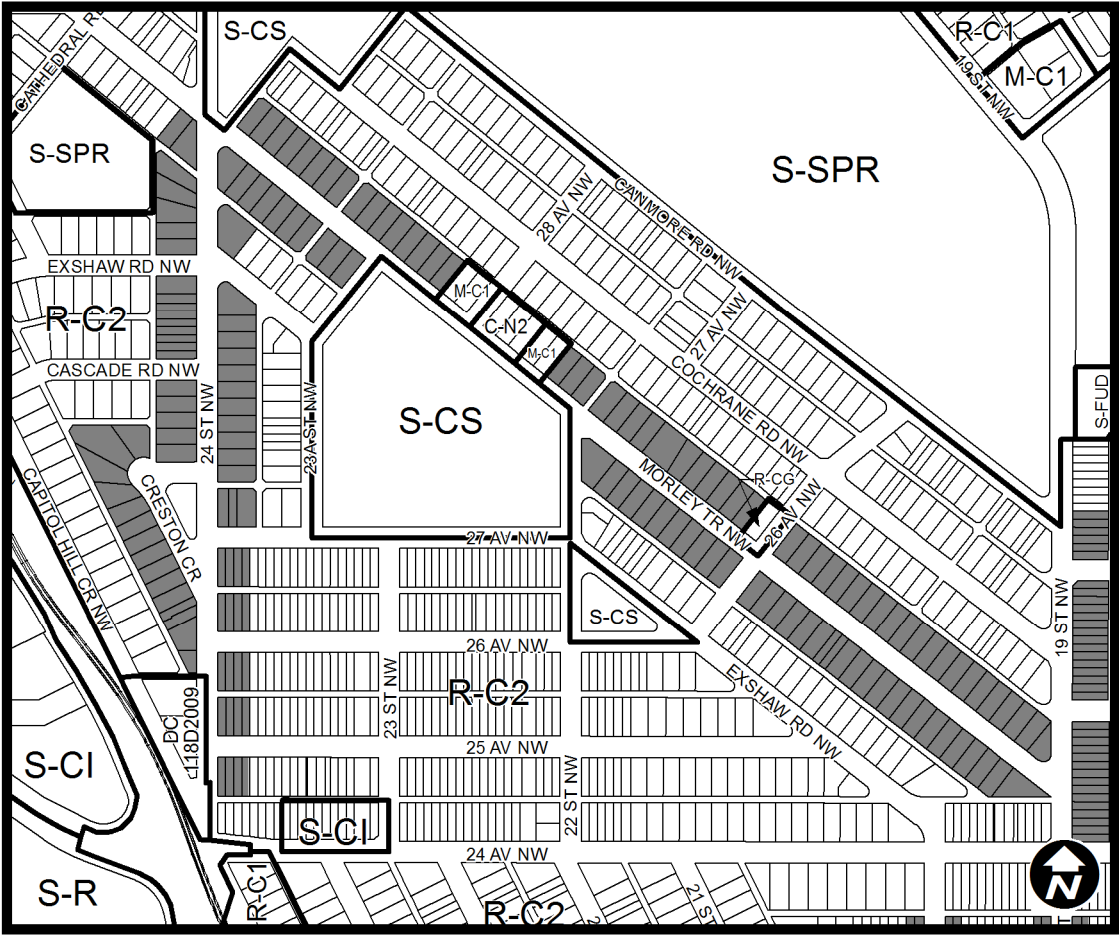 S-CS
R-C1
CATHEDRAL RD
19 ST NW
M-C1
S-SPR
S-SPR
CANMORE RD NW
28 AV NW
EXSHAW RD NW
M-C1
R-C2
C-N2
27 AV NW
M-C1
CASCADE RD NW
COCHRANE RD NW
S-FUD
24 ST NW
23A ST NW
S-CS
MORLEY TR NW
R-CG
26 AV NW
CAPITOL HILL CR NW
CRESTON CR
27 AV NW
S-CS
19 ST NW
26 AV NW
R-C2
EXSHAW RD NW
DC
118D2009
23 ST NW
25 AV NW
S-CI
22 ST NW
S-CI
24 AV NW
S-R
R-C1
R-C2
21 ST
2
N